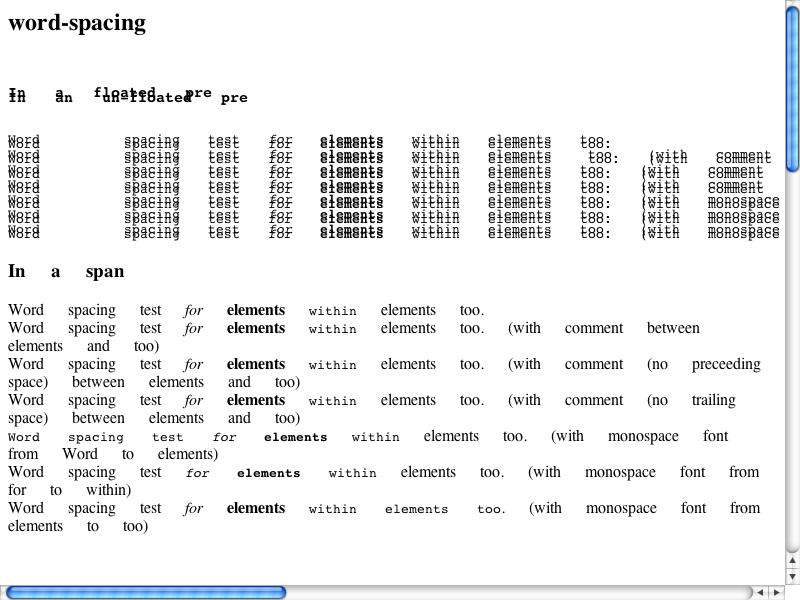 word-spacing
In a floated pre
In an un-floated pre
Word spacing test for elements within elements too.
Word spacing test for elements within elements too. (with comment
Word spacing test for elements within elements too. (with comment
Word spacing test for elements within elements too. (with comment
Word spacing test for elements within elements too. (with monospace
Word spacing test for elements within elements too. (with monospace
Word spacing test for elements within elements too. (with monospace
In a span
Word spacing test for elements within elements too.
Word spacing test for elements within elements too. (with comment between
elements and too)
Word spacing test for elements within elements too. (with comment (no preceeding
space) between elements and too)
Word spacing test for elements within elements too. (with comment (no trailing
space) between elements and too)
Word spacing test for elements within elements too. (with monospace font
from Word to elements)
Word spacing test for elements within elements too. (with monospace font from
for to within)
Word spacing test for elements within elements too. (with monospace font from
elements to too)